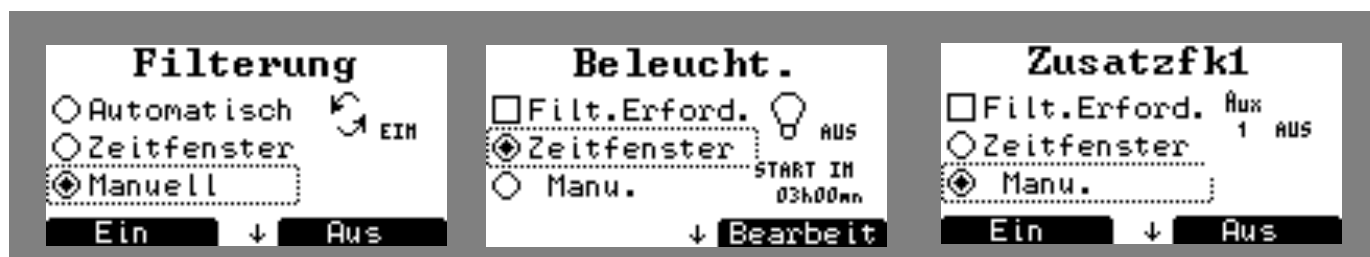 Filterung
Automatisch
EIN
Zeitfenster
Manuell
Ein ↓ Aus
Beleucht.
Filt.Erford.
AUS
Zeitfenster
START IN
Manu.
03h00mn
↓ Bearbeit
Zusatzfk1
Filt.Erford.
Aux
1 AUS
Zeitfenster
Manu.
Ein ↓ Aus